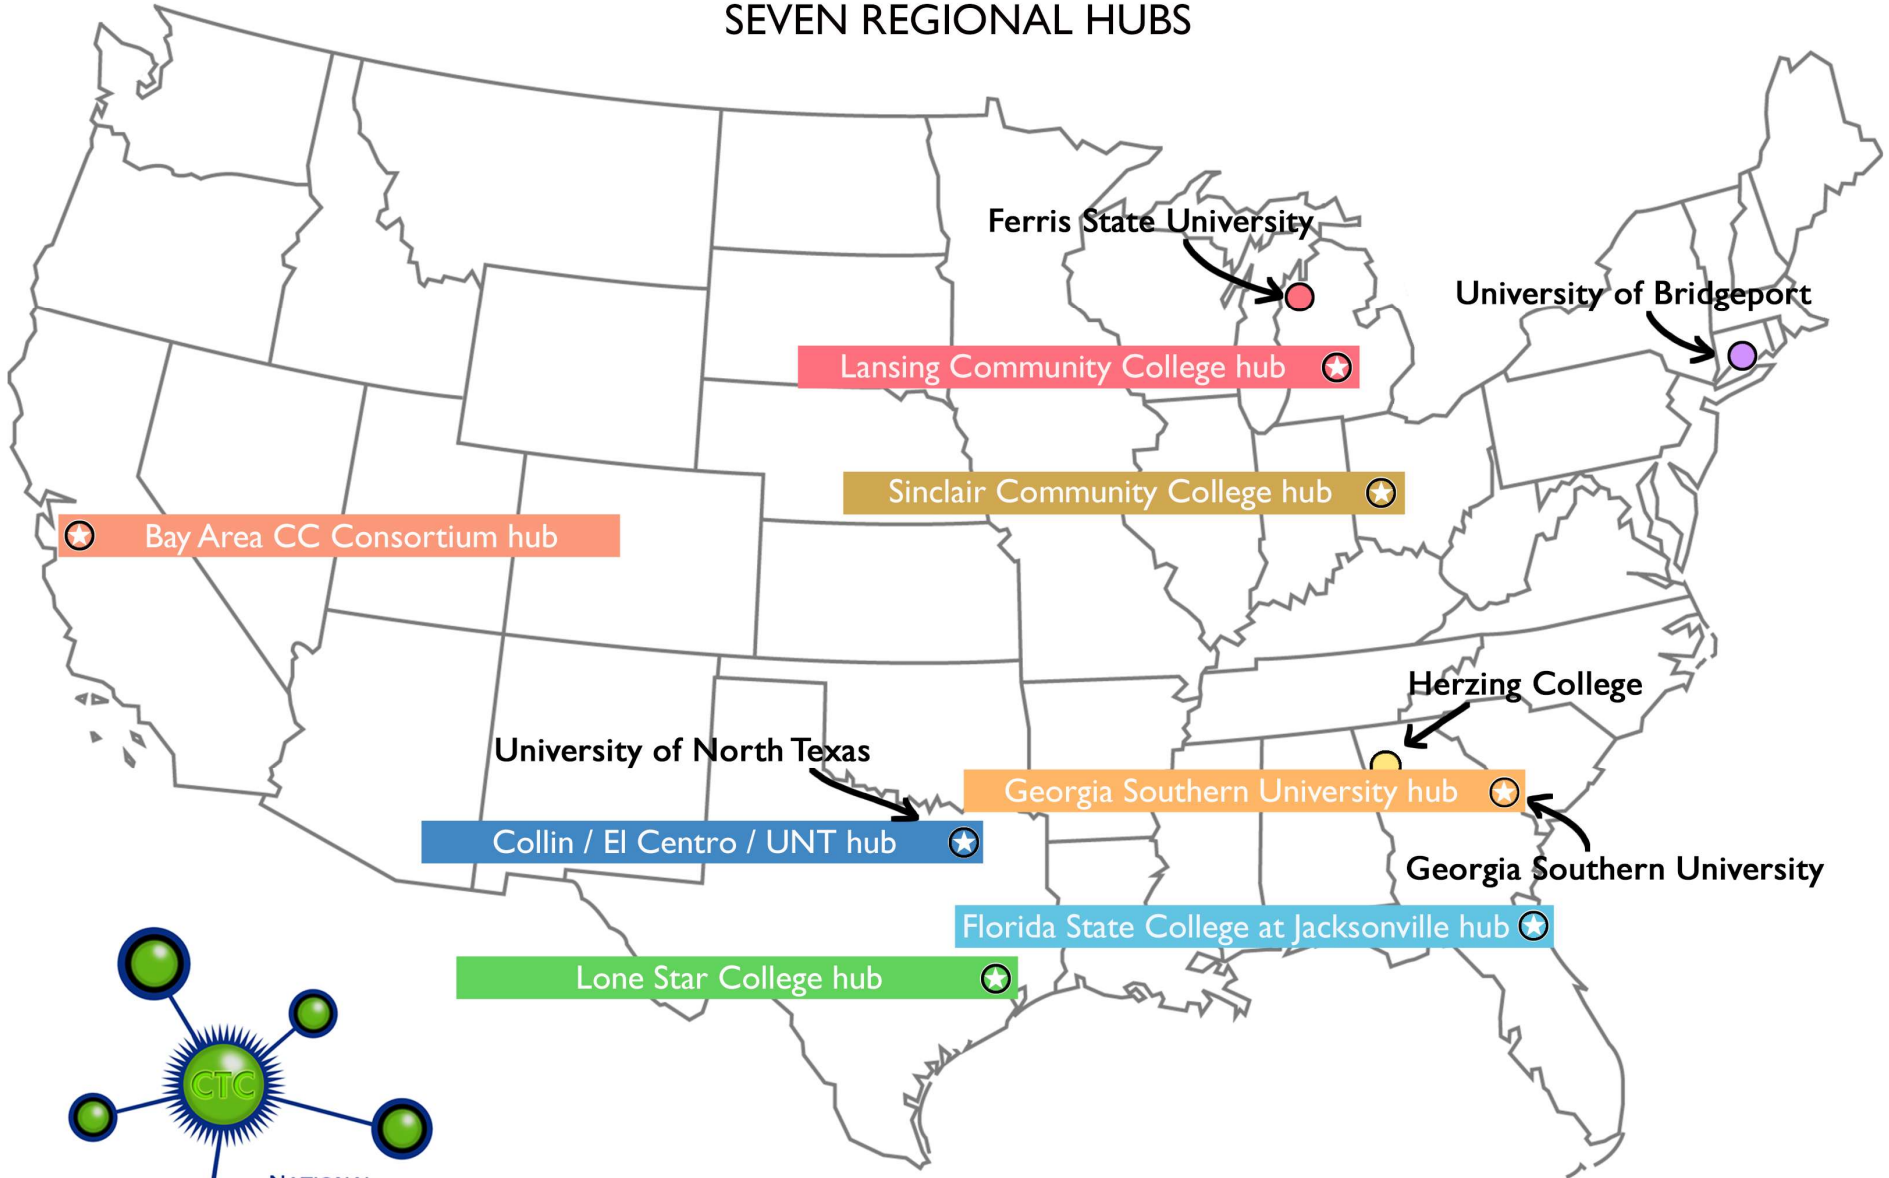 SEVEN REGIONAL HUBS
Ferris State University
University of Bridgeport
Lansing Community College hub
Sinclair Community College hub
Bay Area CC Consortium hub
Herzing College
University of North Texas
Georgia Southern University hub
Collin / El Centro / UNT hub
Georgia Southern University
Florida State College at Jacksonville hub
Lone Star College hub
CTC